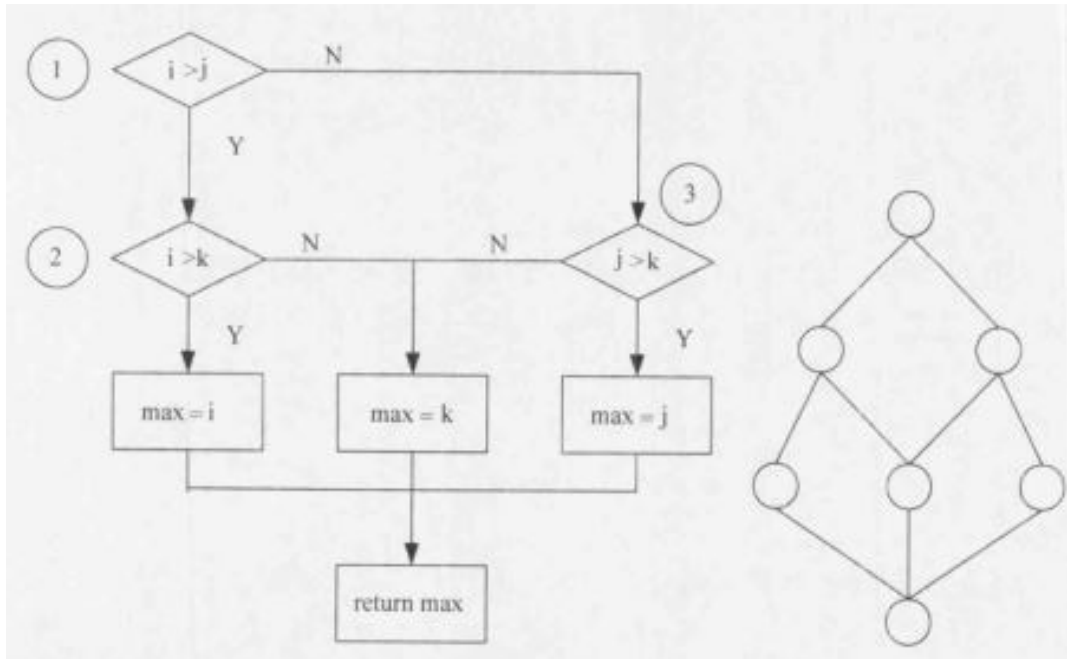 1
i >j
N
Y
3
2
i >k
N
N
j >k
Y
Y
max = i
max = k
max = j
return max